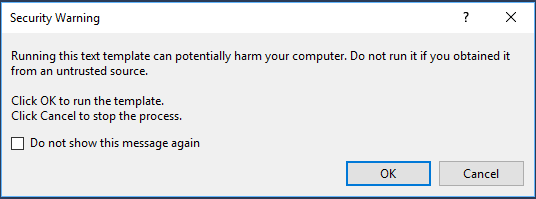 Security Warning
Running this text template can potentially harm your computer. Do not run it if you obtained it
from an untrusted source.
Click OK to run the template.
Click Cancel to stop the process.
Do not show this message again
OK Cancel